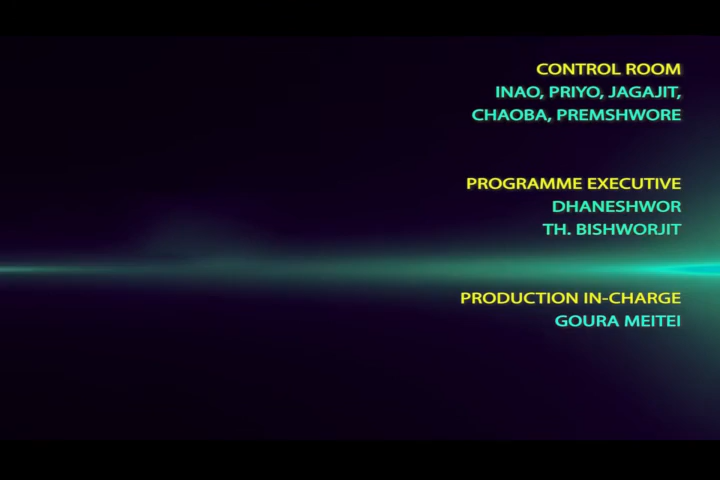 CONTROL ROOM
INAO, PRIYO, JAGAJIT,
CHAOBA, PREMSHWORE
PROGRAMME EXECUTIVE
DHANESHWOR
TH. BISHWORJIT
PRODUCTION IN-CHARGE
GOURA MEITEI